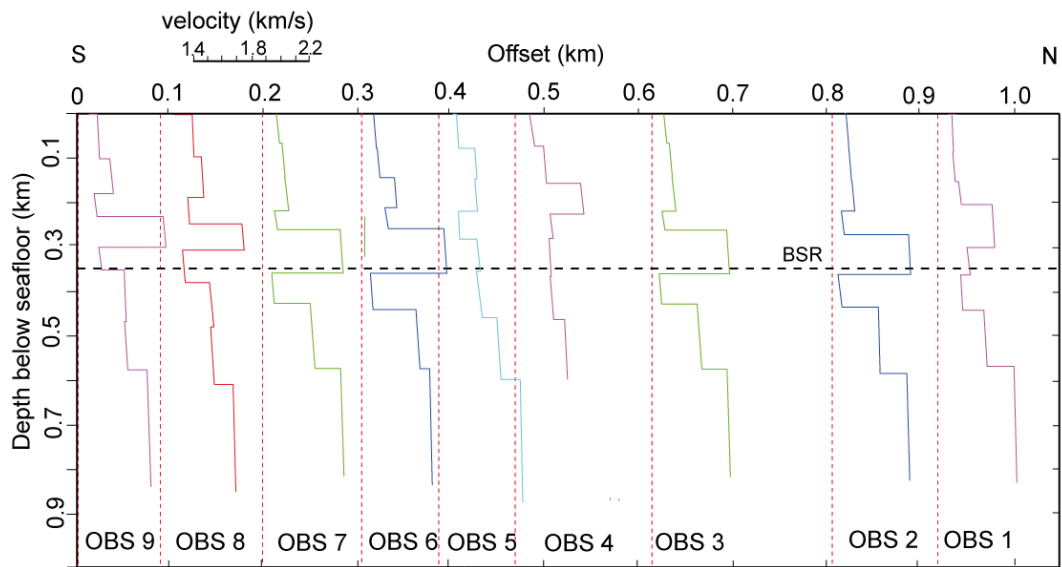 velocity (km/s)
1.4 1.8 2.2
S Offset (km) N
0 0.1 0.2 0.3 0.4 0.5 0.6 0.7 0.8 0.9 1.0
Depth below seafloor (km)
0.1
0.3
0.5
0.7
0.9
BSR
OBS 9 OBS 8 OBS 7 OBS 6 OBS 5 OBS 4 OBS 3 OBS 2 OBS 1